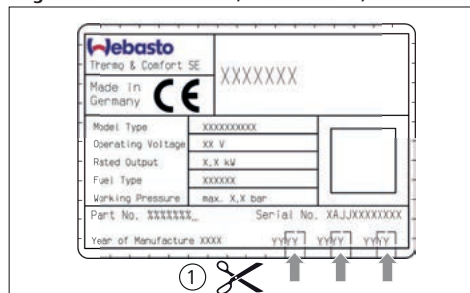 Webasto
Thermo & Comfort SE
XXXXXXX
Made in
Germany CE
Model Type XXXXXXXXXX
Operating Voltage XX V
Rated Output X.X kW
Fuel Type XXXXXX
Working Pressure max. X.X bar
Part No. %%%%%%%_ Serial No. XAJJXXXXXXXX
Year of Manufacture XXXX YYYY YYYY YYYY
1